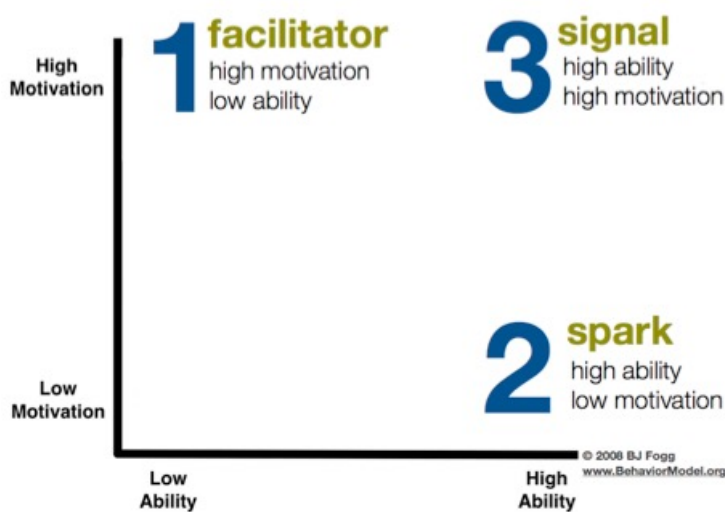 1 facilitator
high motivation
low ability
3 signal
high ability
high motivation
High
Motivation
2 spark
high ability
low motivation
Low
Motivation
© 2008 BJ Fogg
www.BehaviorModel.org
Low
Ability
High
Ability